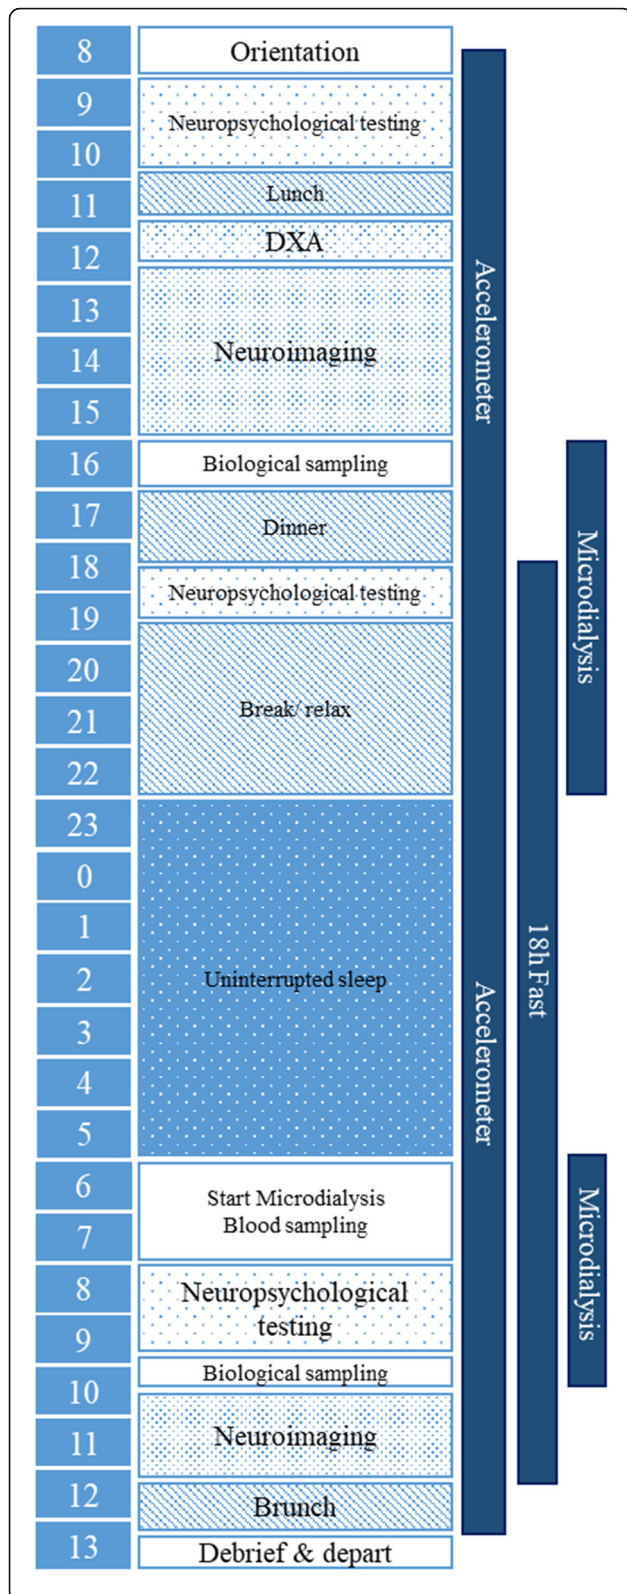 8
Orientation
9
Neuropsychological testing
10
Lunch
11
DXA
12
13
Neuroimaging
14
15
Accelerometer
16
Biological sampling
17
Dinner
18
Neuropsychological testing
19
Microdialysis
20
Break/ relax
21
22
23
0
1
2
Uninterrupted sleep
18h Fast
3
Accelerometer
4
5
6
Start Microdialysis
Blood sampling
7
Microdialysis
8
Neuropsychological
testing
9
Biological sampling
10
Neuroimaging
11
12
Brunch
13
Debrief & depart